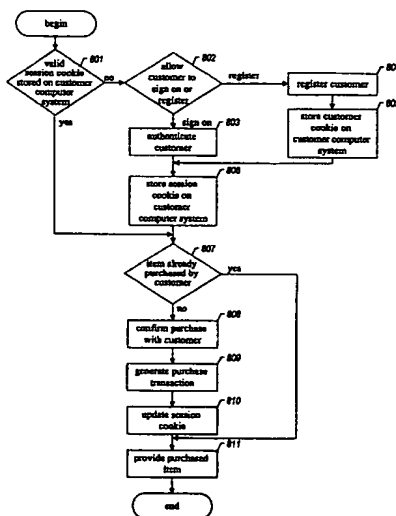 begin
801
valid
session cookie
stored on customer
computer
system
no
802
allow
customer to
sign on or
register
register
80
register customer
80
store customer
cookie on
customer computer
system
sign on
803
authenticate
customer
yes
806
store session
cookie on
customer
computer system
807
item already
purchased by
customer
yes
no
808
confirm purchase
with customer
809
generate purchase
transaction
810
update session
cookie
811
provide purchased
item
end